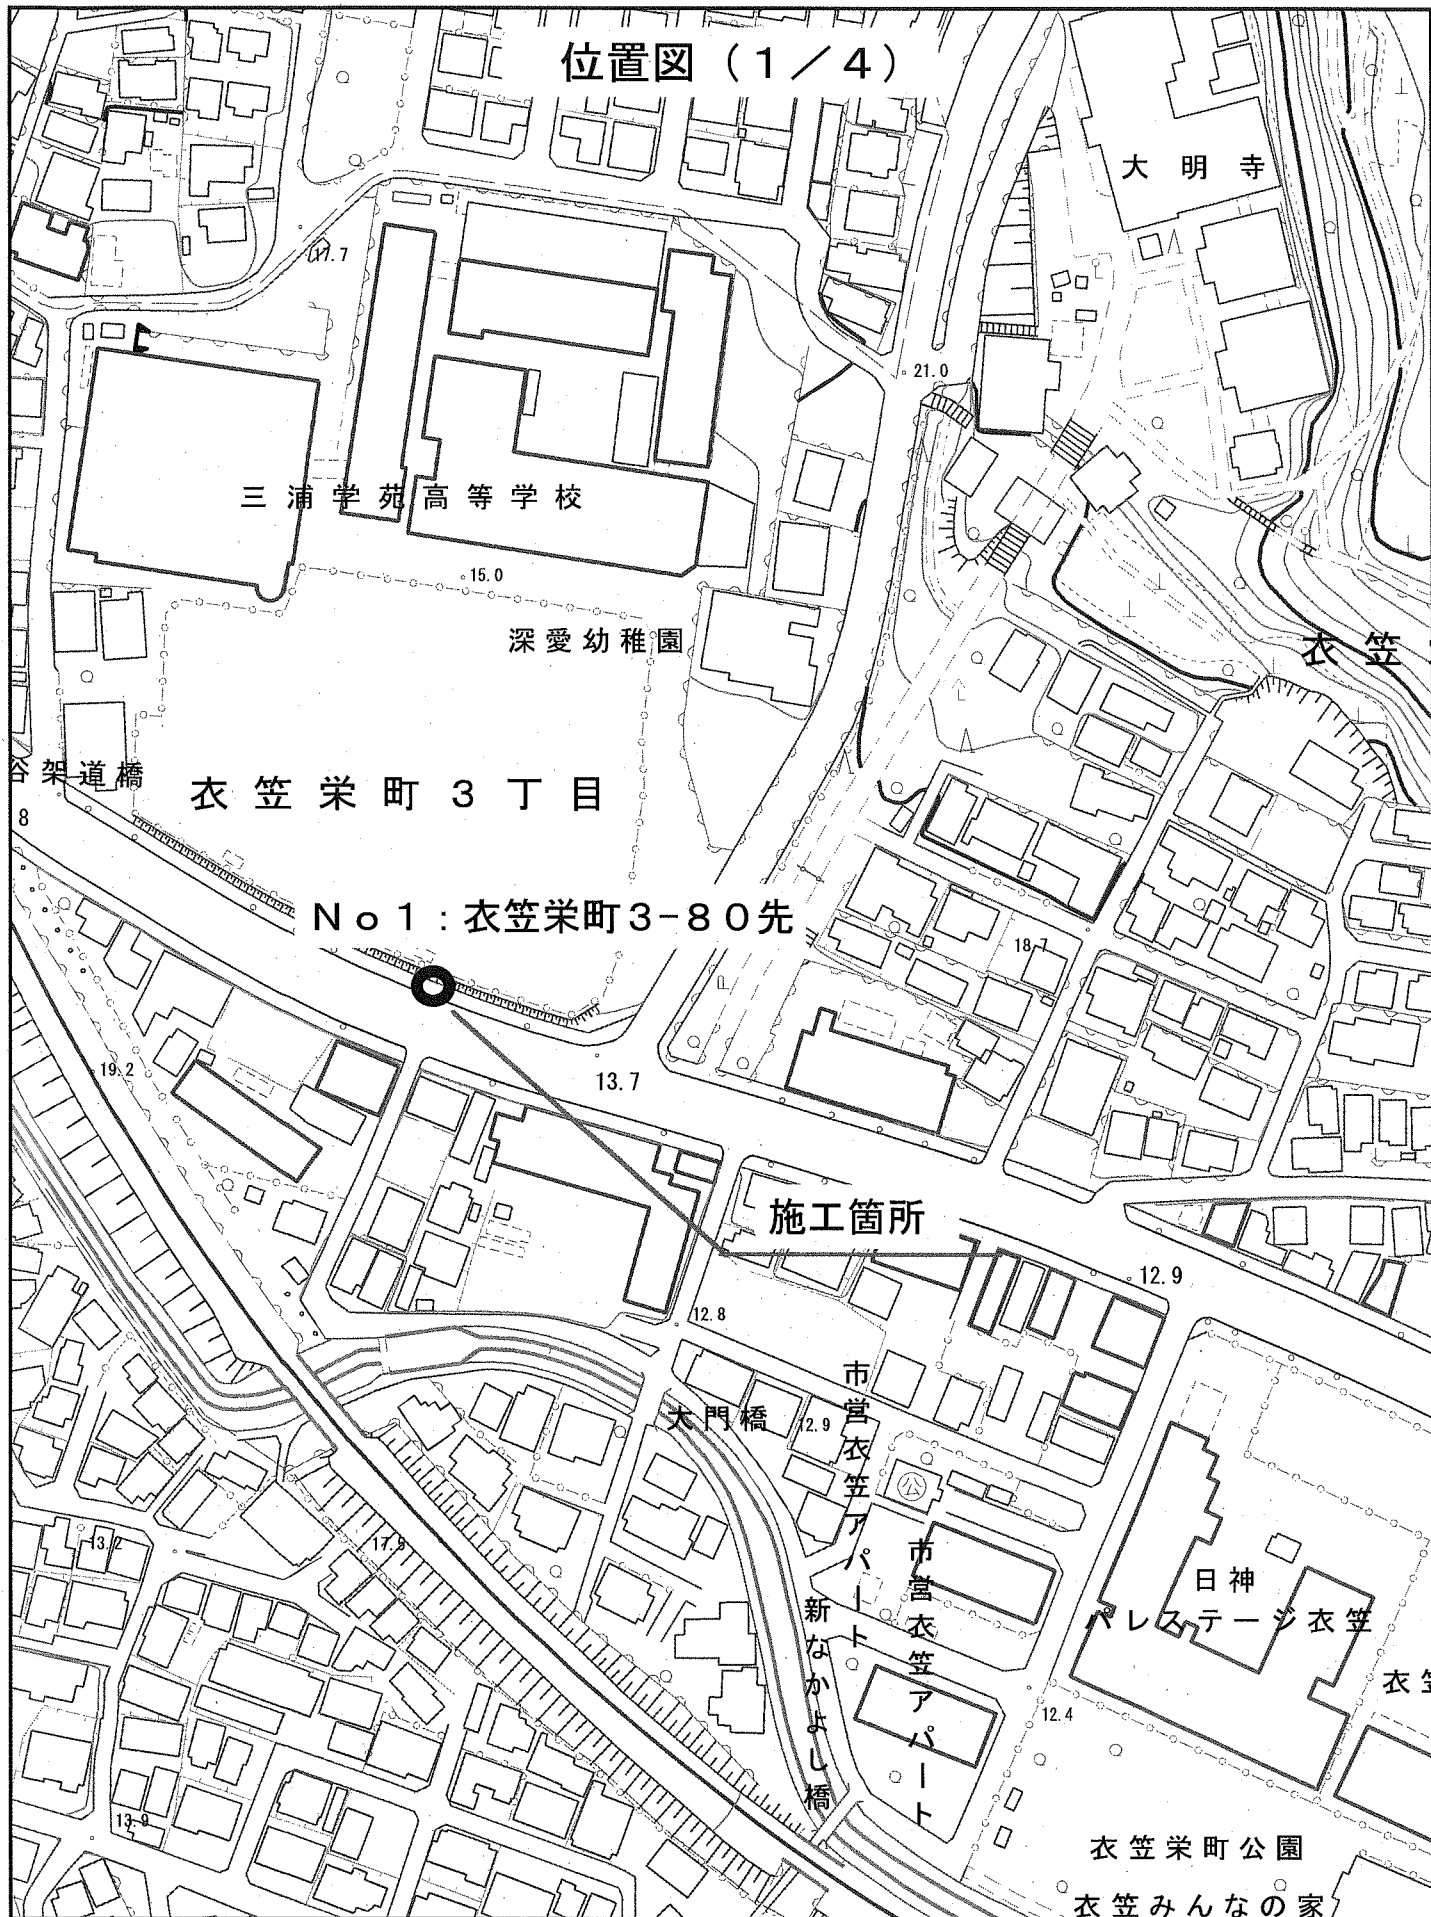 位置図（１／４）
大明寺
17.7
21.0
三浦学苑高等学校
15.0
深愛幼稚園
衣笠
谷架道橋
衣笠栄町３丁目
8
Ｎｏ１：衣笠栄町３−８０先
18.7
19.2
13.7
施工箇所
12.9
12.8
大門橋
12.9
市営衣笠アパート
公
市営衣笠アパート
13.2
17.5
日神
パレステージ衣笠
新なかよし橋
衣笠
12.4
13.9
衣笠栄町公園
衣笠みんなの家